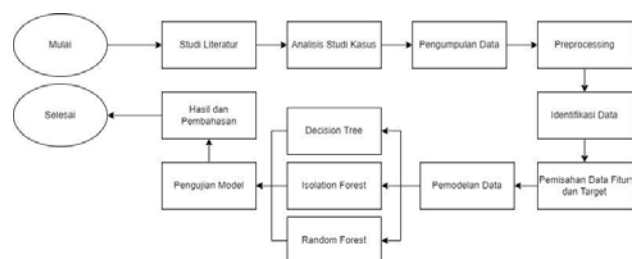 Mulai
Studi Literatur
Analisis Studi Kasus
Pengumpulan Data
Preprocessing
Identifikasi Data
Pemisahan Data Fitur
dan Target
Pemodelan Data
Decision Tree
Isolation Forest
Random Forest
Pengujian Model
Hasil dan
Pembahasan
Selesai